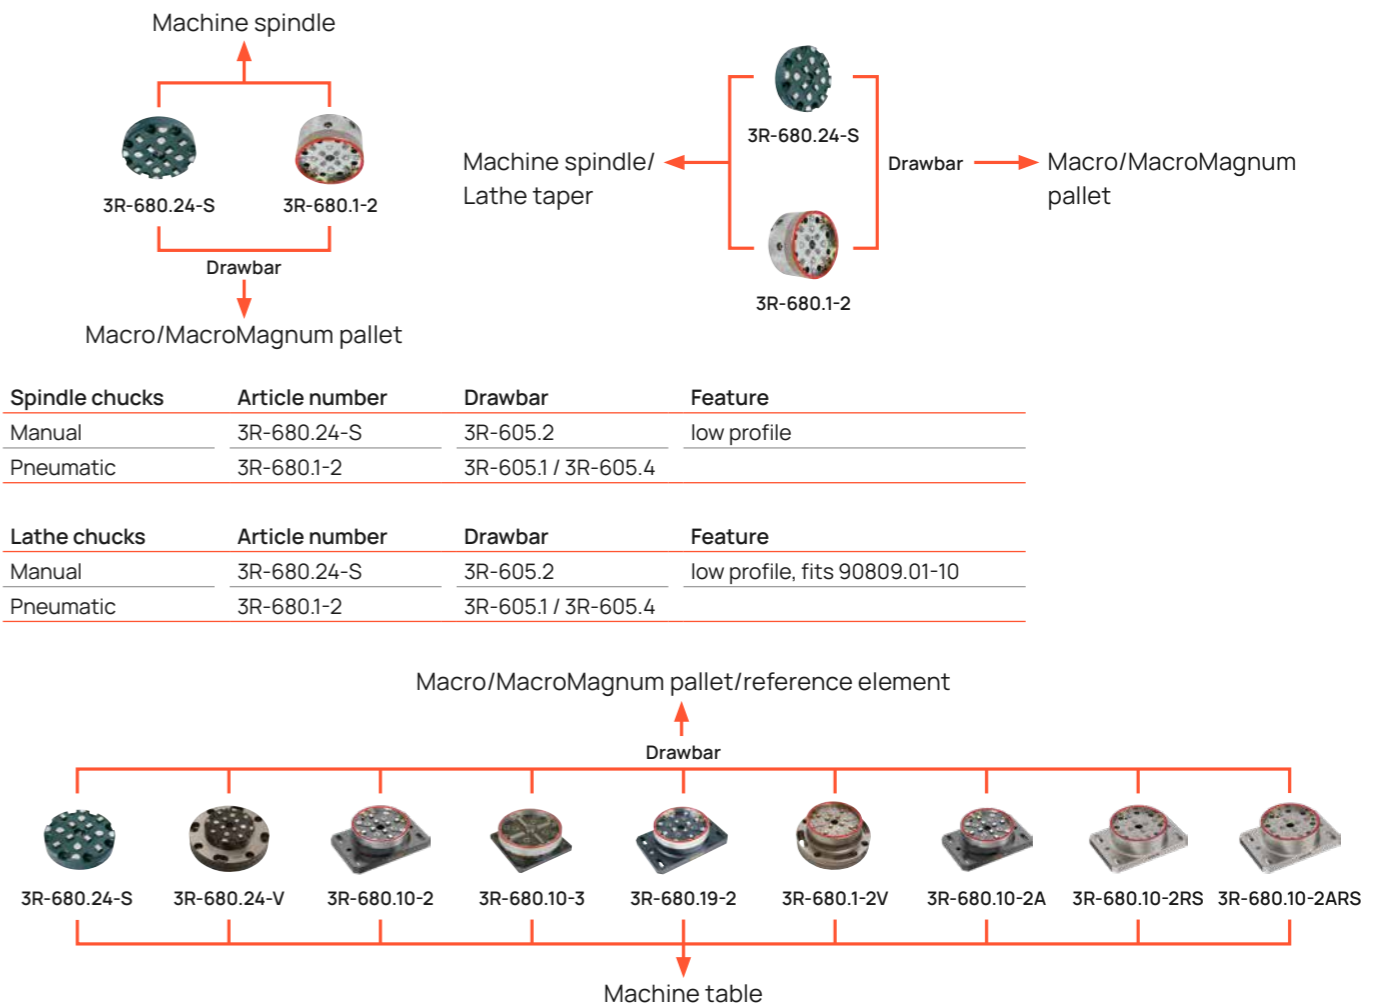 Machine spindle
3R-680.24-S
3R-680.1-2
Drawbar
Macro/MacroMagnum pallet
3R-680.24-S
Machine spindle/
Lathe taper
Drawbar
Macro/MacroMagnum
pallet
3R-680.1-2
Spindle chucks Article number Drawbar Feature
Manual 3R-680.24-S 3R-605.2 low profile
Pneumatic 3R-680.1-2 3R-605.1 / 3R-605.4
Lathe chucks Article number Drawbar Feature
Manual 3R-680.24-S 3R-605.2 low profile, fits 90809.01-10
Pneumatic 3R-680.1-2 3R-605.1 / 3R-605.4
Macro/MacroMagnum pallet/reference element
Drawbar
3R-680.24-S 3R-680.24-V 3R-680.10-2 3R-680.10-3 3R-680.19-2 3R-680.1-2V 3R-680.10-2A 3R-680.10-2RS 3R-680.10-2ARS
Machine table